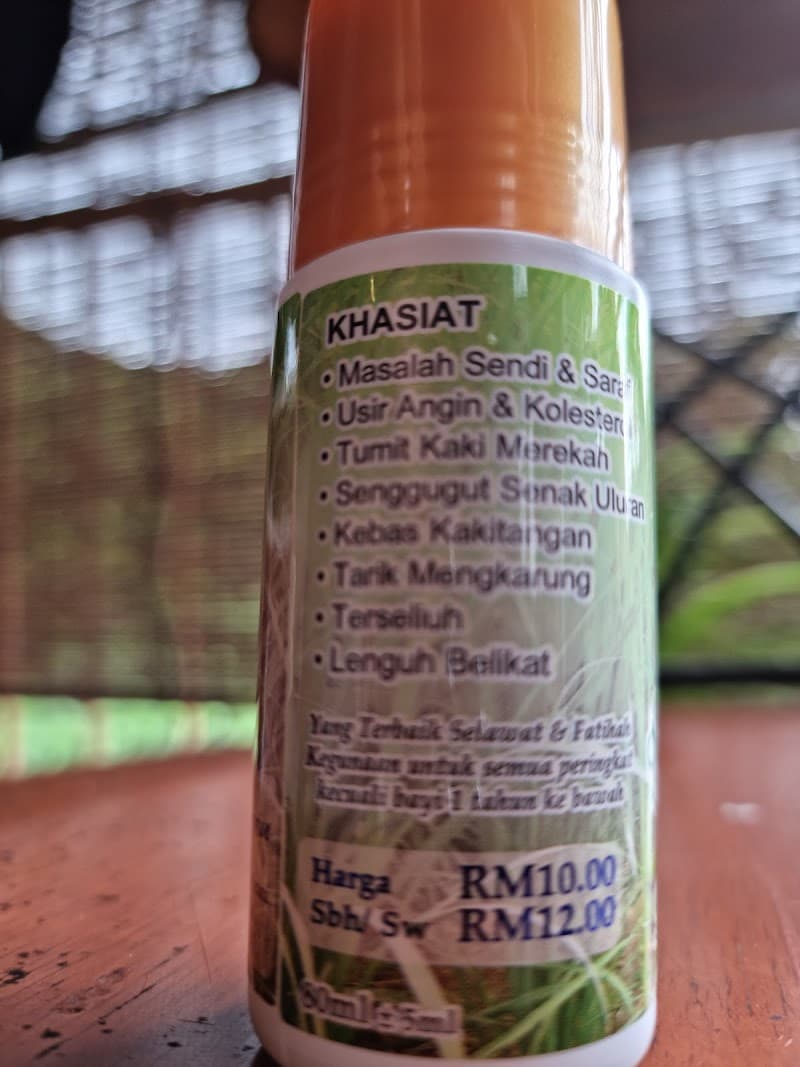 KHASIAT
• Masalah Sendi & Saraf
• Usir Angin & Kolesterol
• Tumit Kaki Merekah
• Senggugut Senak Uluran
• Kebas Kakitangan
• Tarik Mengkarung
• Terseliuh
• Lenguh Belikat
Yang Terbaik Selawat & Fatihah
Kegunaan untuk semua peringkat
kecuali bayi 1 tahun ke bawah
Harga RM10.00
Sbh/ Sw RM12.00
60ml±5ml